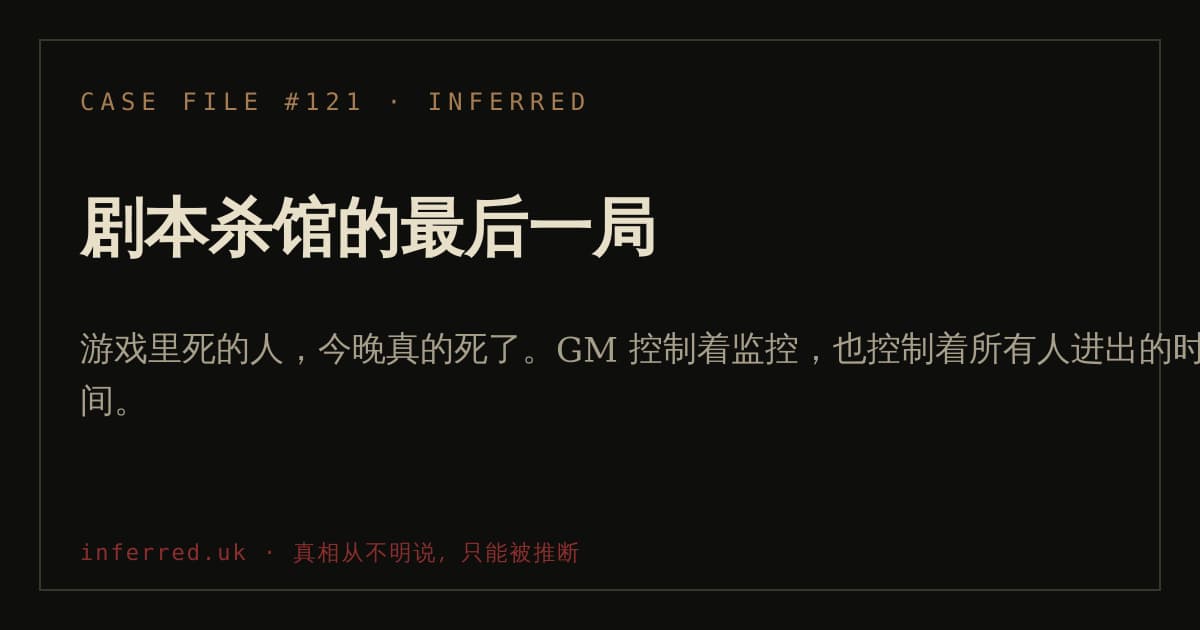 CASE FILE #121 · INFERRED
剧本杀馆的最后一局
游戏里死的人，今晚真的死了。GM 控制着监控，也控制着所有人进出的时
间。
inferred.uk · 真相从不明说，只能被推断